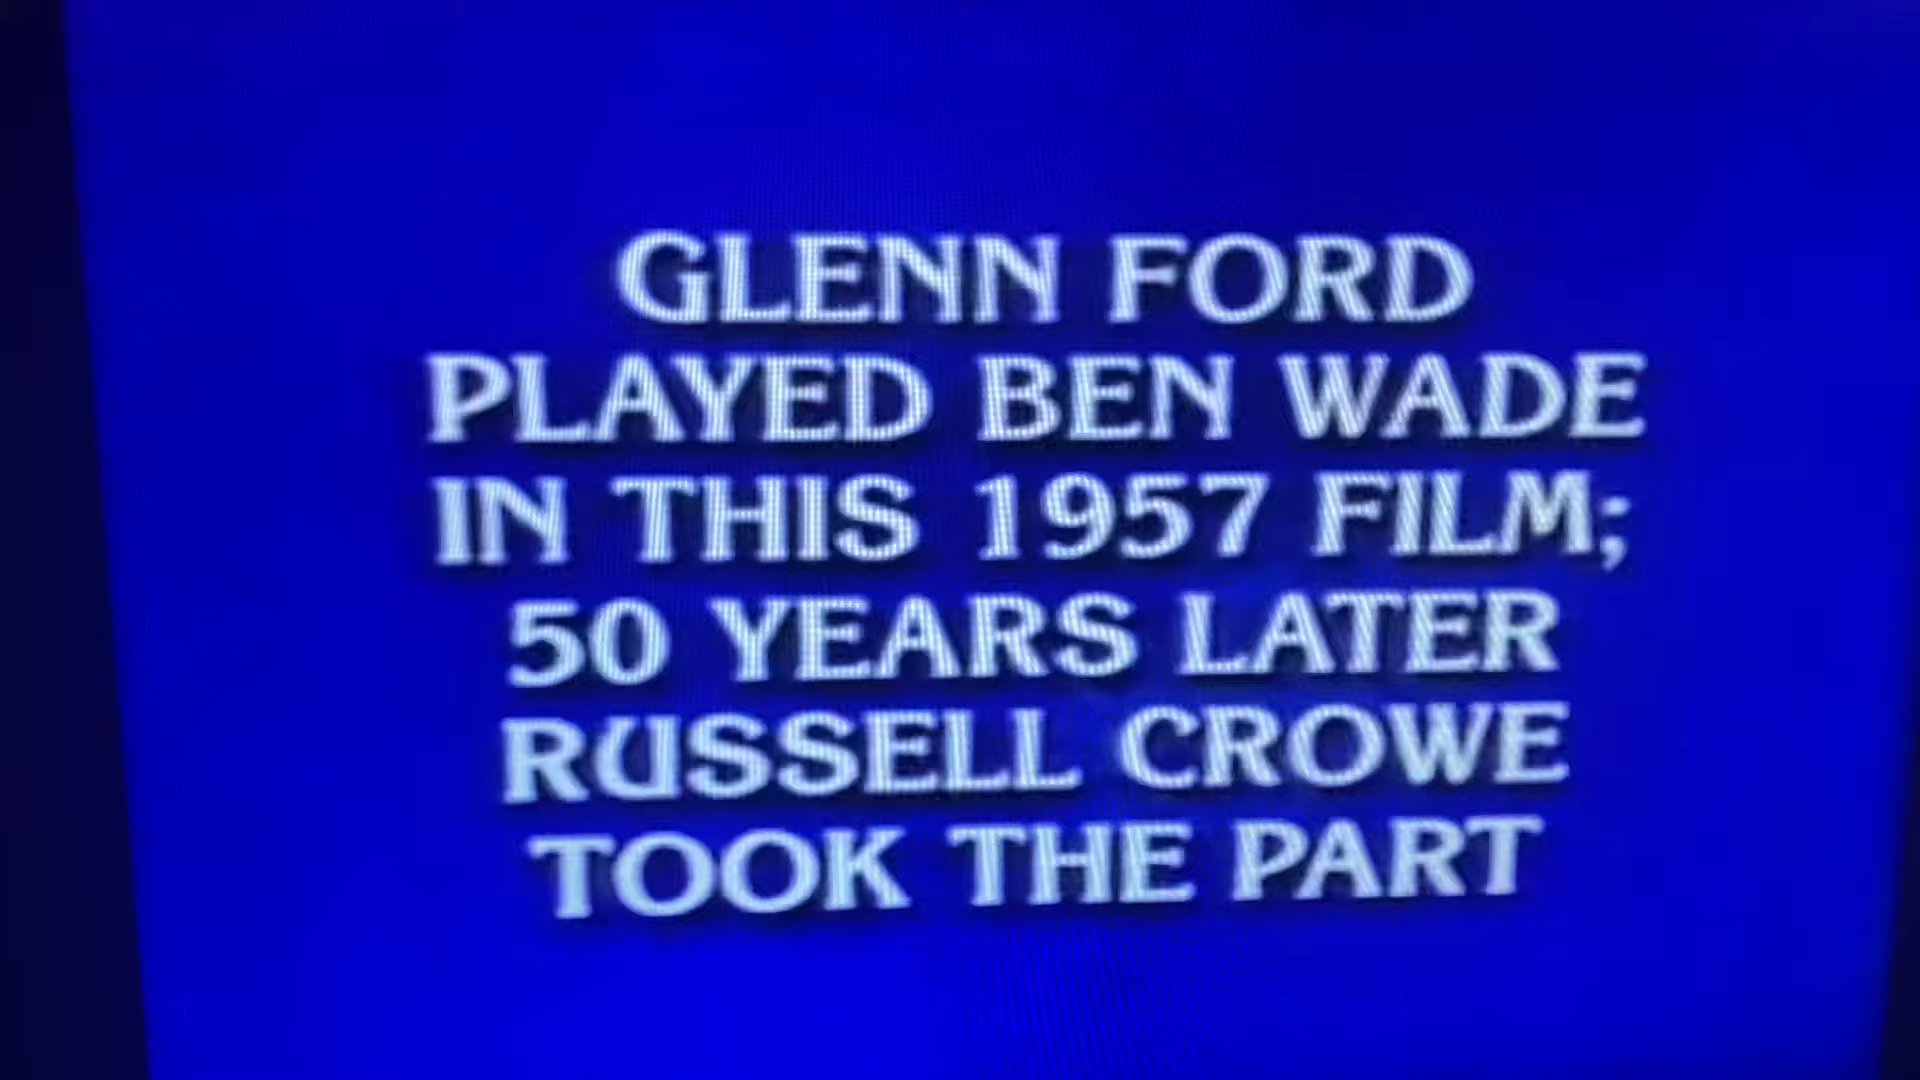 GLENN FORD
PLAYED BEN WADE
IN THIS 1957 FILM;
50 YEARS LATER
RUSSELL CROWE
TOOK THE PART